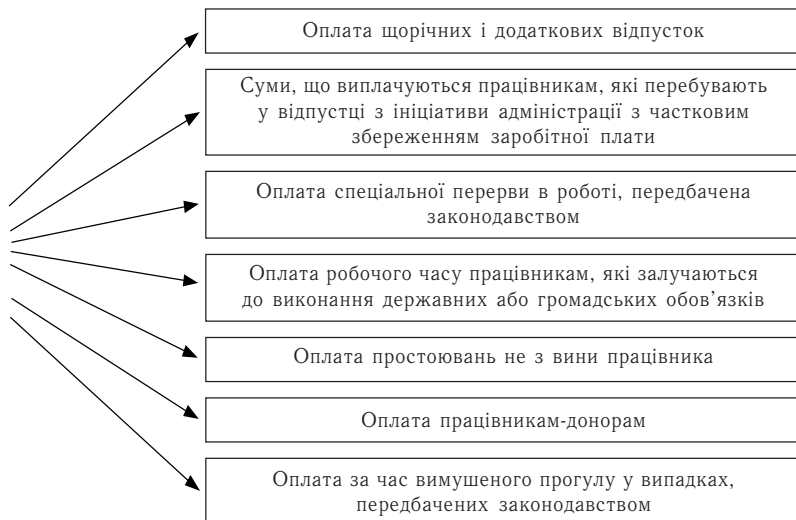 Оплата щорічних і додаткових відпусток
Суми, що виплачуються працівникам, які перебувають
у відпустці з ініціативи адміністрації з частковим
збереженням заробітної плати
Оплата спеціальної перерви в роботі, передбачена
законодавством
Оплата робочого часу працівникам, які залучаються
до виконання державних або громадських обов’язків
Оплата простоювань не з вини працівника
Оплата працівникам-донорам
Оплата за час вимушеного прогулу у випадках,
передбачених законодавством